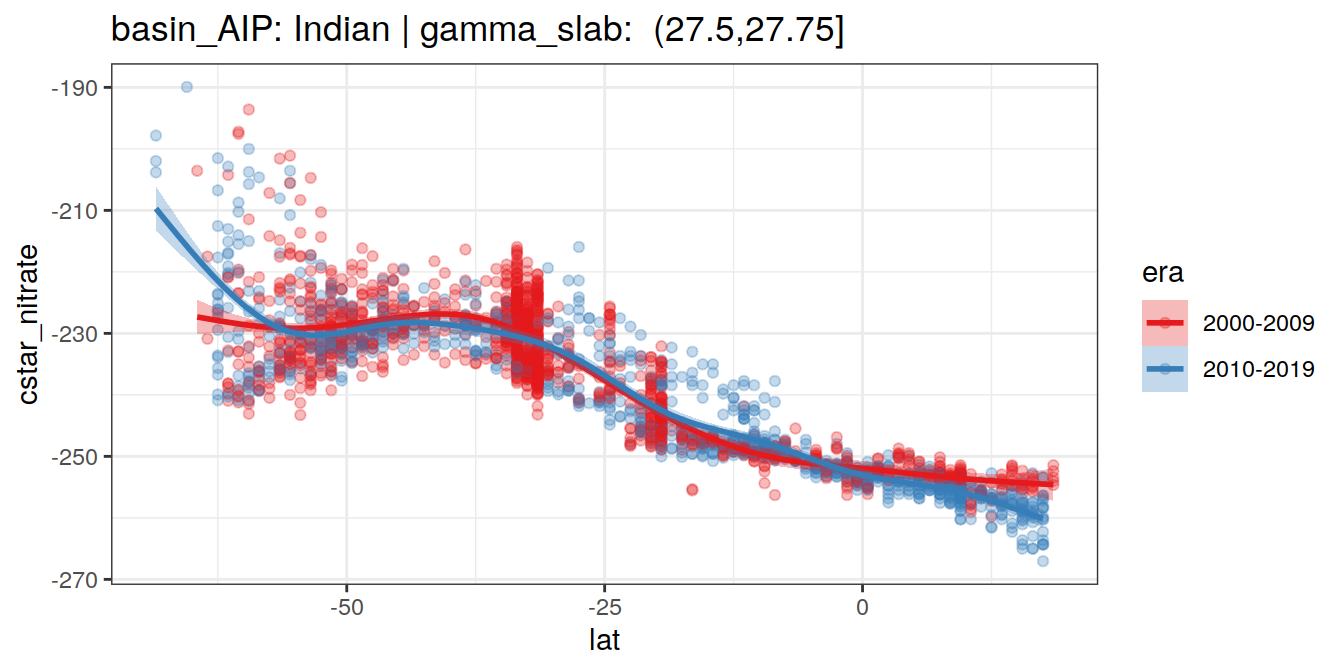 basin_AIP: Indian | gamma_slab:  (27.5,27.75]
cstar_nitrate
-190
-210
-230
-250
-270
-50
-25
0
lat
era
2000-2009
2010-2019